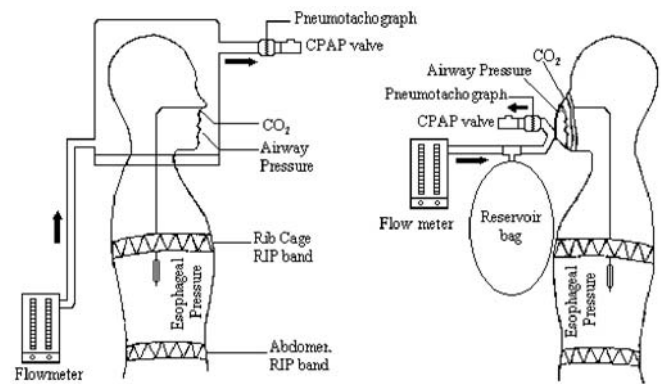 Pneumotachograph
CPAP valve
CO2
Airway
Pressure
Rib Cage
RIP band
Esophageal
Pressure
Abdomen.
RIP band
Flowmeter
CO2
Airway Pressure
Pneumotachograph
CPAP valve
Flow meter
Reservoir
bag
Esophageal
Pressure